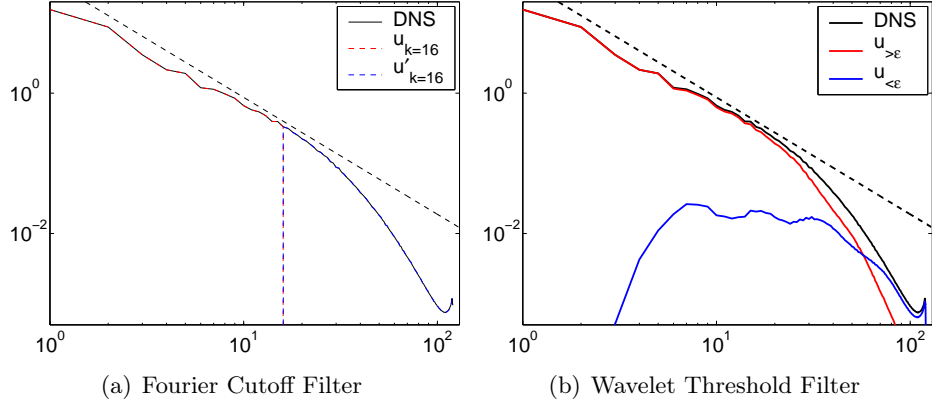 DNS
u_{k=16}
u'_{k=16}
10^0
10^{-2}
10^0
10^1
10^2
(a) Fourier Cutoff Filter
DNS
u_{>ε}
u_{<ε}
10^0
10^{-2}
10^0
10^1
10^2
(b) Wavelet Threshold Filter